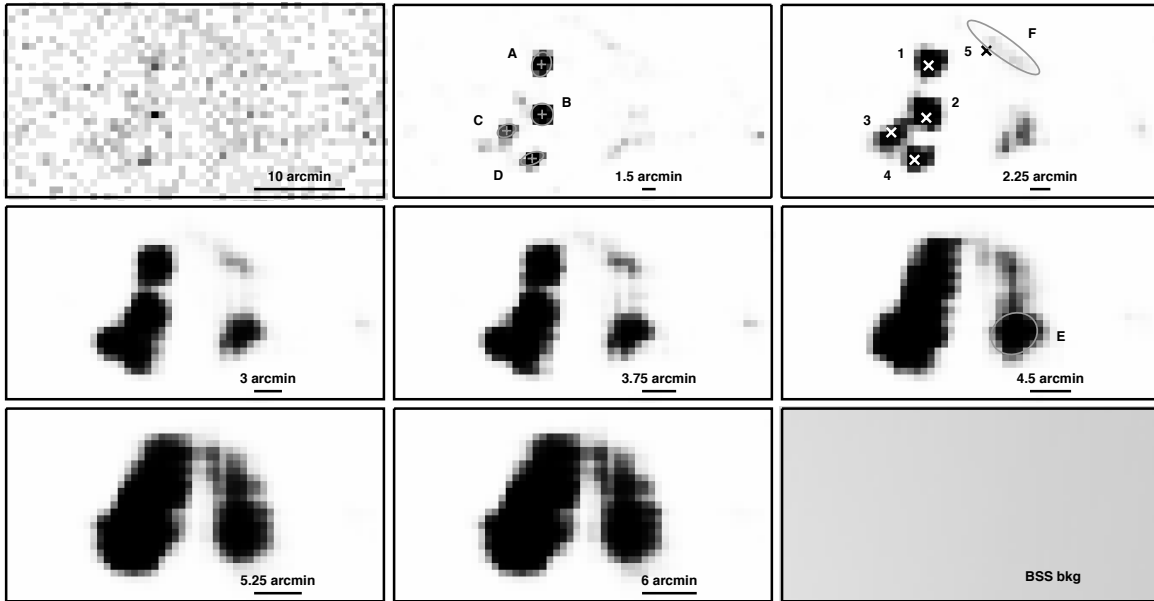 10 arcmin
A
B
C
D
1.5 arcmin
F
5
1
2
3
4
2.25 arcmin
3 arcmin
3.75 arcmin
E
4.5 arcmin
5.25 arcmin
6 arcmin
BSS bkg